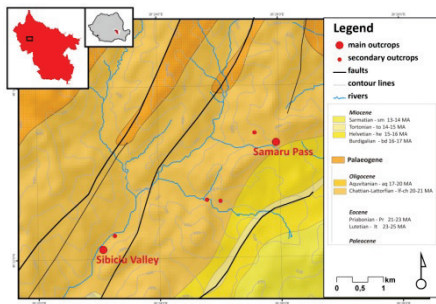 Legend
main outcrops
secondary outcrops
faults
contour lines
rivers
Miocene
Sarmatian - sm 13-14 MA
Tortonian - to 14-15 MA
Helvetian - he 15-16 MA
Burdigalian - bd 16-17 MA
Palaeogene
Oligocene
Aquvitanian - aq 17-20 MA
Chattian-Lattorfian - lf-ch 20-21 MA
Eocene
Priabonian - Pr 21-23 MA
Lutetian - lt 23-25 MA
Paleocene
Samaru Pass
Sibiciu Valley
0 0,5 1
km